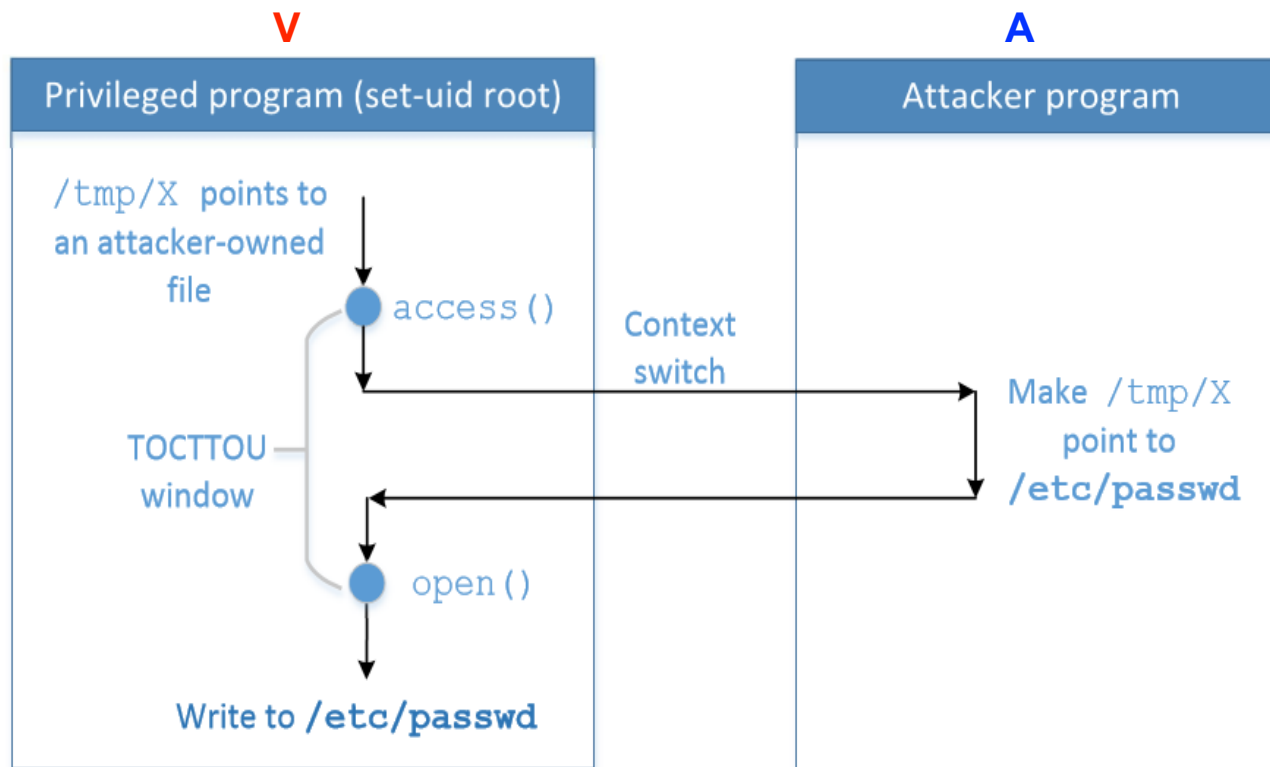 V
A
Privileged program (set-uid root)
Attacker program
/tmp/X points to
an attacker-owned
file
access()
Context
switch
Make /tmp/X
point to
/etc/passwd
TOCTTOU
window
open()
Write to /etc/passwd